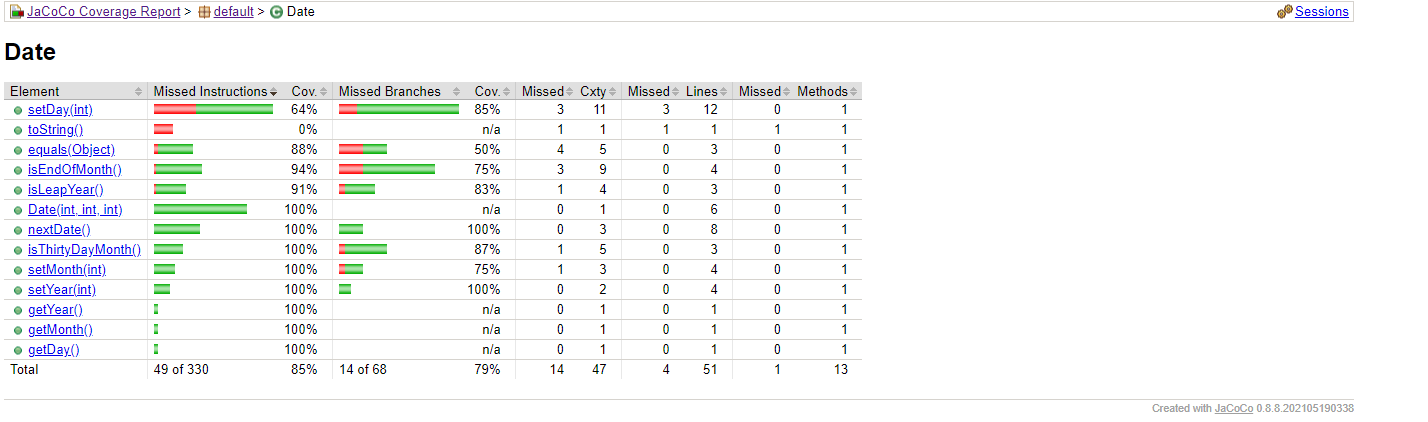 JaCoCo Coverage Report > default > Date Sessions
Date
Element Missed Instructions Cov. Missed Branches Cov. Missed Cxty Missed Lines Missed Methods
setDay(int) 64% 85% 3 11 3 12 0 1
toString() 0% n/a 1 1 1 1 1 1
equals(Object) 88% 50% 4 5 0 3 0 1
isEndOfMonth() 94% 75% 3 9 0 4 0 1
isLeapYear() 91% 83% 1 4 0 3 0 1
Date(int, int, int) 100% n/a 0 1 0 6 0 1
nextDate() 100% 100% 0 3 0 8 0 1
isThirtyDayMonth() 100% 87% 1 5 0 3 0 1
setMonth(int) 100% 75% 1 3 0 4 0 1
setYear(int) 100% 100% 0 2 0 4 0 1
getYear() 100% n/a 0 1 0 1 0 1
getMonth() 100% n/a 0 1 0 1 0 1
getDay() 100% n/a 0 1 0 1 0 1
Total 49 of 330 85% 14 of 68 79% 14 47 4 51 1 13
Created with JaCoCo 0.8.8.202105190338